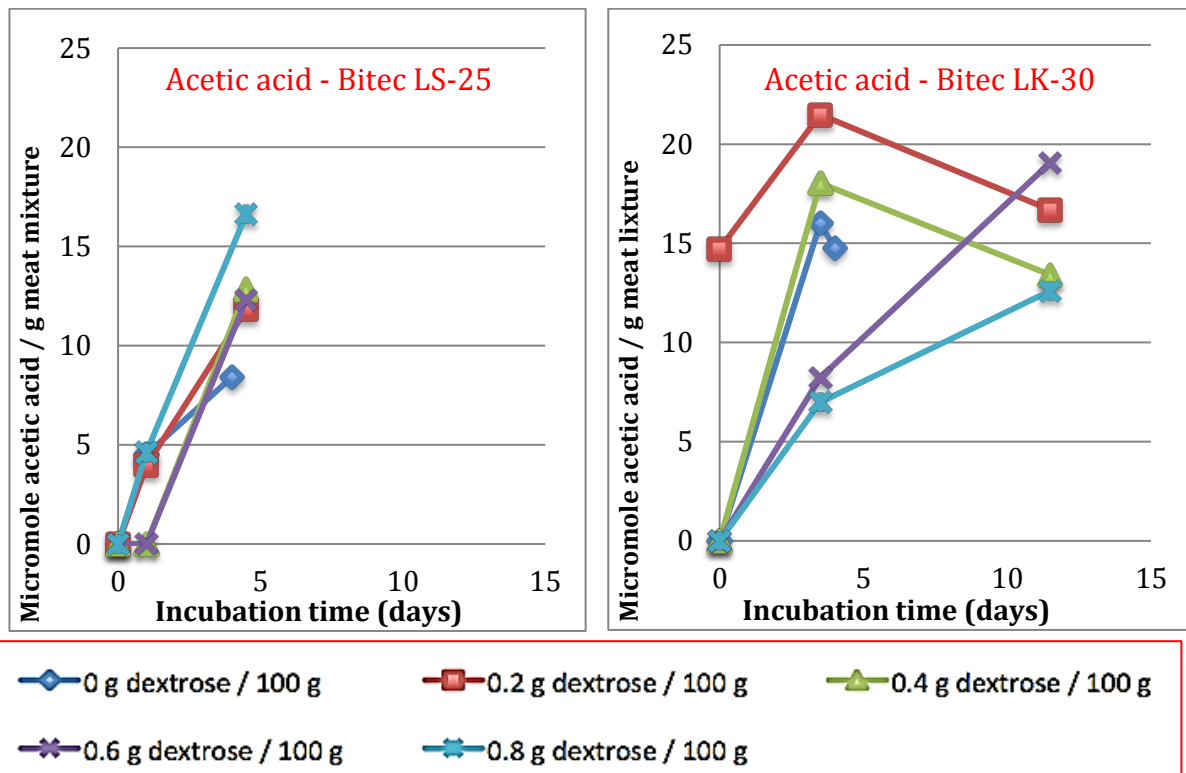 Acetic acid - Bitec LS-25
Micromole acetic acid / g meat mixture
25
20
15
10
5
0
0 5 10 15
Incubation time (days)
Acetic acid - Bitec LK-30
Micromole acetic acid / g meat lixture
25
20
15
10
5
0
0 5 10 15
Incubation time (days)
0 g dextrose / 100 g 0.2 g dextrose / 100 g 0.4 g dextrose / 100 g
0.6 g dextrose / 100 g 0.8 g dextrose / 100 g